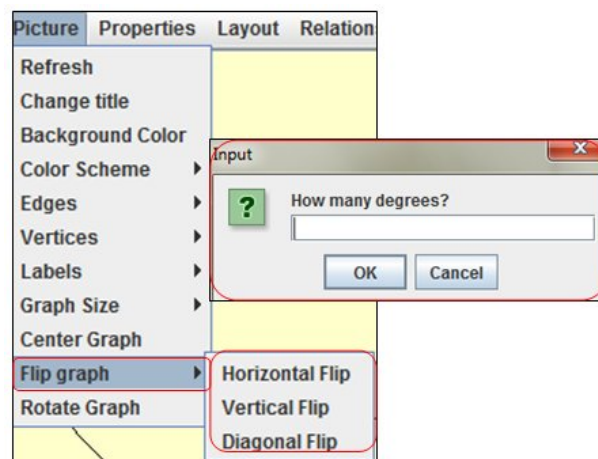 Picture Properties Layout Relation
Refresh
Change title
Background Color
Color Scheme
Edges
Vertices
Labels
Graph Size
Center Graph
Flip graph
Rotate Graph
Input
How many degrees?
OK Cancel
Horizontal Flip
Vertical Flip
Diagonal Flip